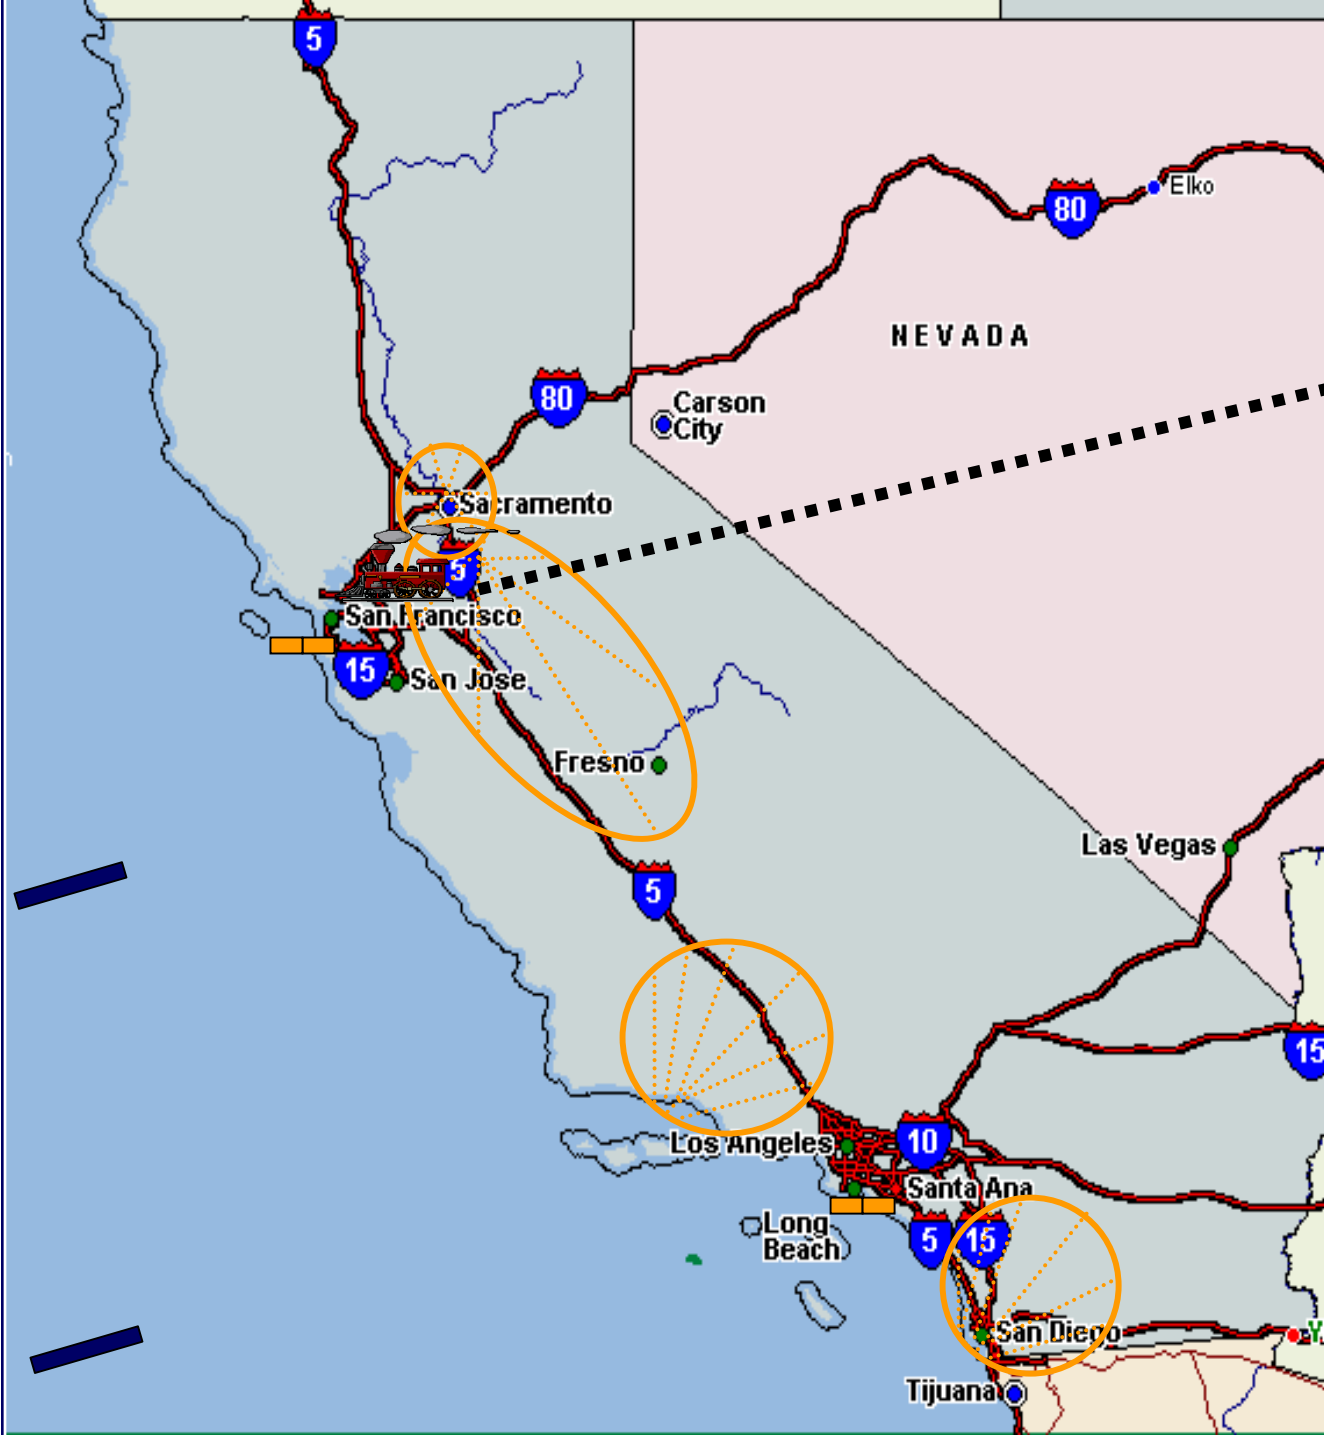 5
80
Elko
NEVADA
80
Carson
City
Sacramento
5
San Francisco
15
San Jose
Fresno
Las Vegas
5
15
Los Angeles
10
Santa Ana
Long
Beach
5
15
San Diego
Y
Tijuana